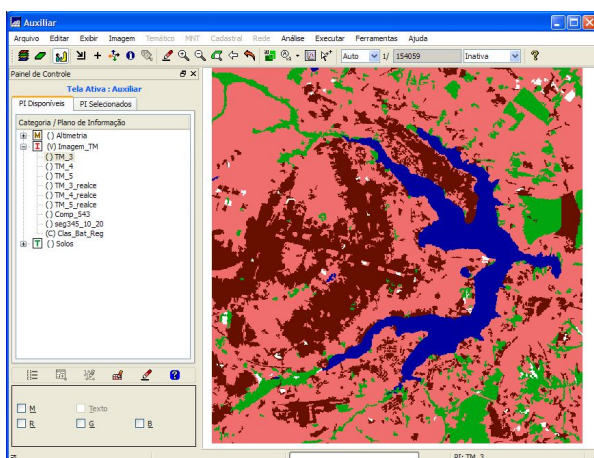 Auxiliar
Arquivo Editar Exibir Imagem Temático MNT Cadastral Rede Análise Executar Ferramentas Ajuda
Auto 1/ 154059 Inativa
Painel de Controle
Tela Ativa : Auxiliar
PI Disponíveis PI Selecionados
Categoria / Plano de Informação
M () Altimetria
I (V) Imagem_TM
() TM_3
() TM_4
() TM_5
() TM_3_realce
() TM_4_realce
() TM_5_realce
() Comp_543
() seg345_10_20
(C) Clas_Bat_Reg
T () Solos
M Texto
R G B
PI: TM_3